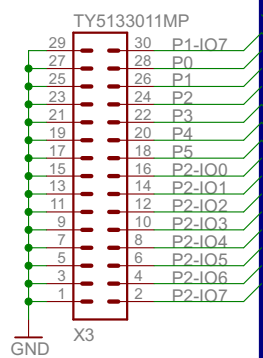 TY5133011MP
29 30 P1-IO7
27 28 P0
25 26 P1
23 24 P2
21 22 P3
19 20 P4
17 18 P5
15 16 P2-IO0
13 14 P2-IO1
11 12 P2-IO2
9 10 P2-IO3
7 8 P2-IO4
5 6 P2-IO5
3 4 P2-IO6
1 2 P2-IO7
X3
GND